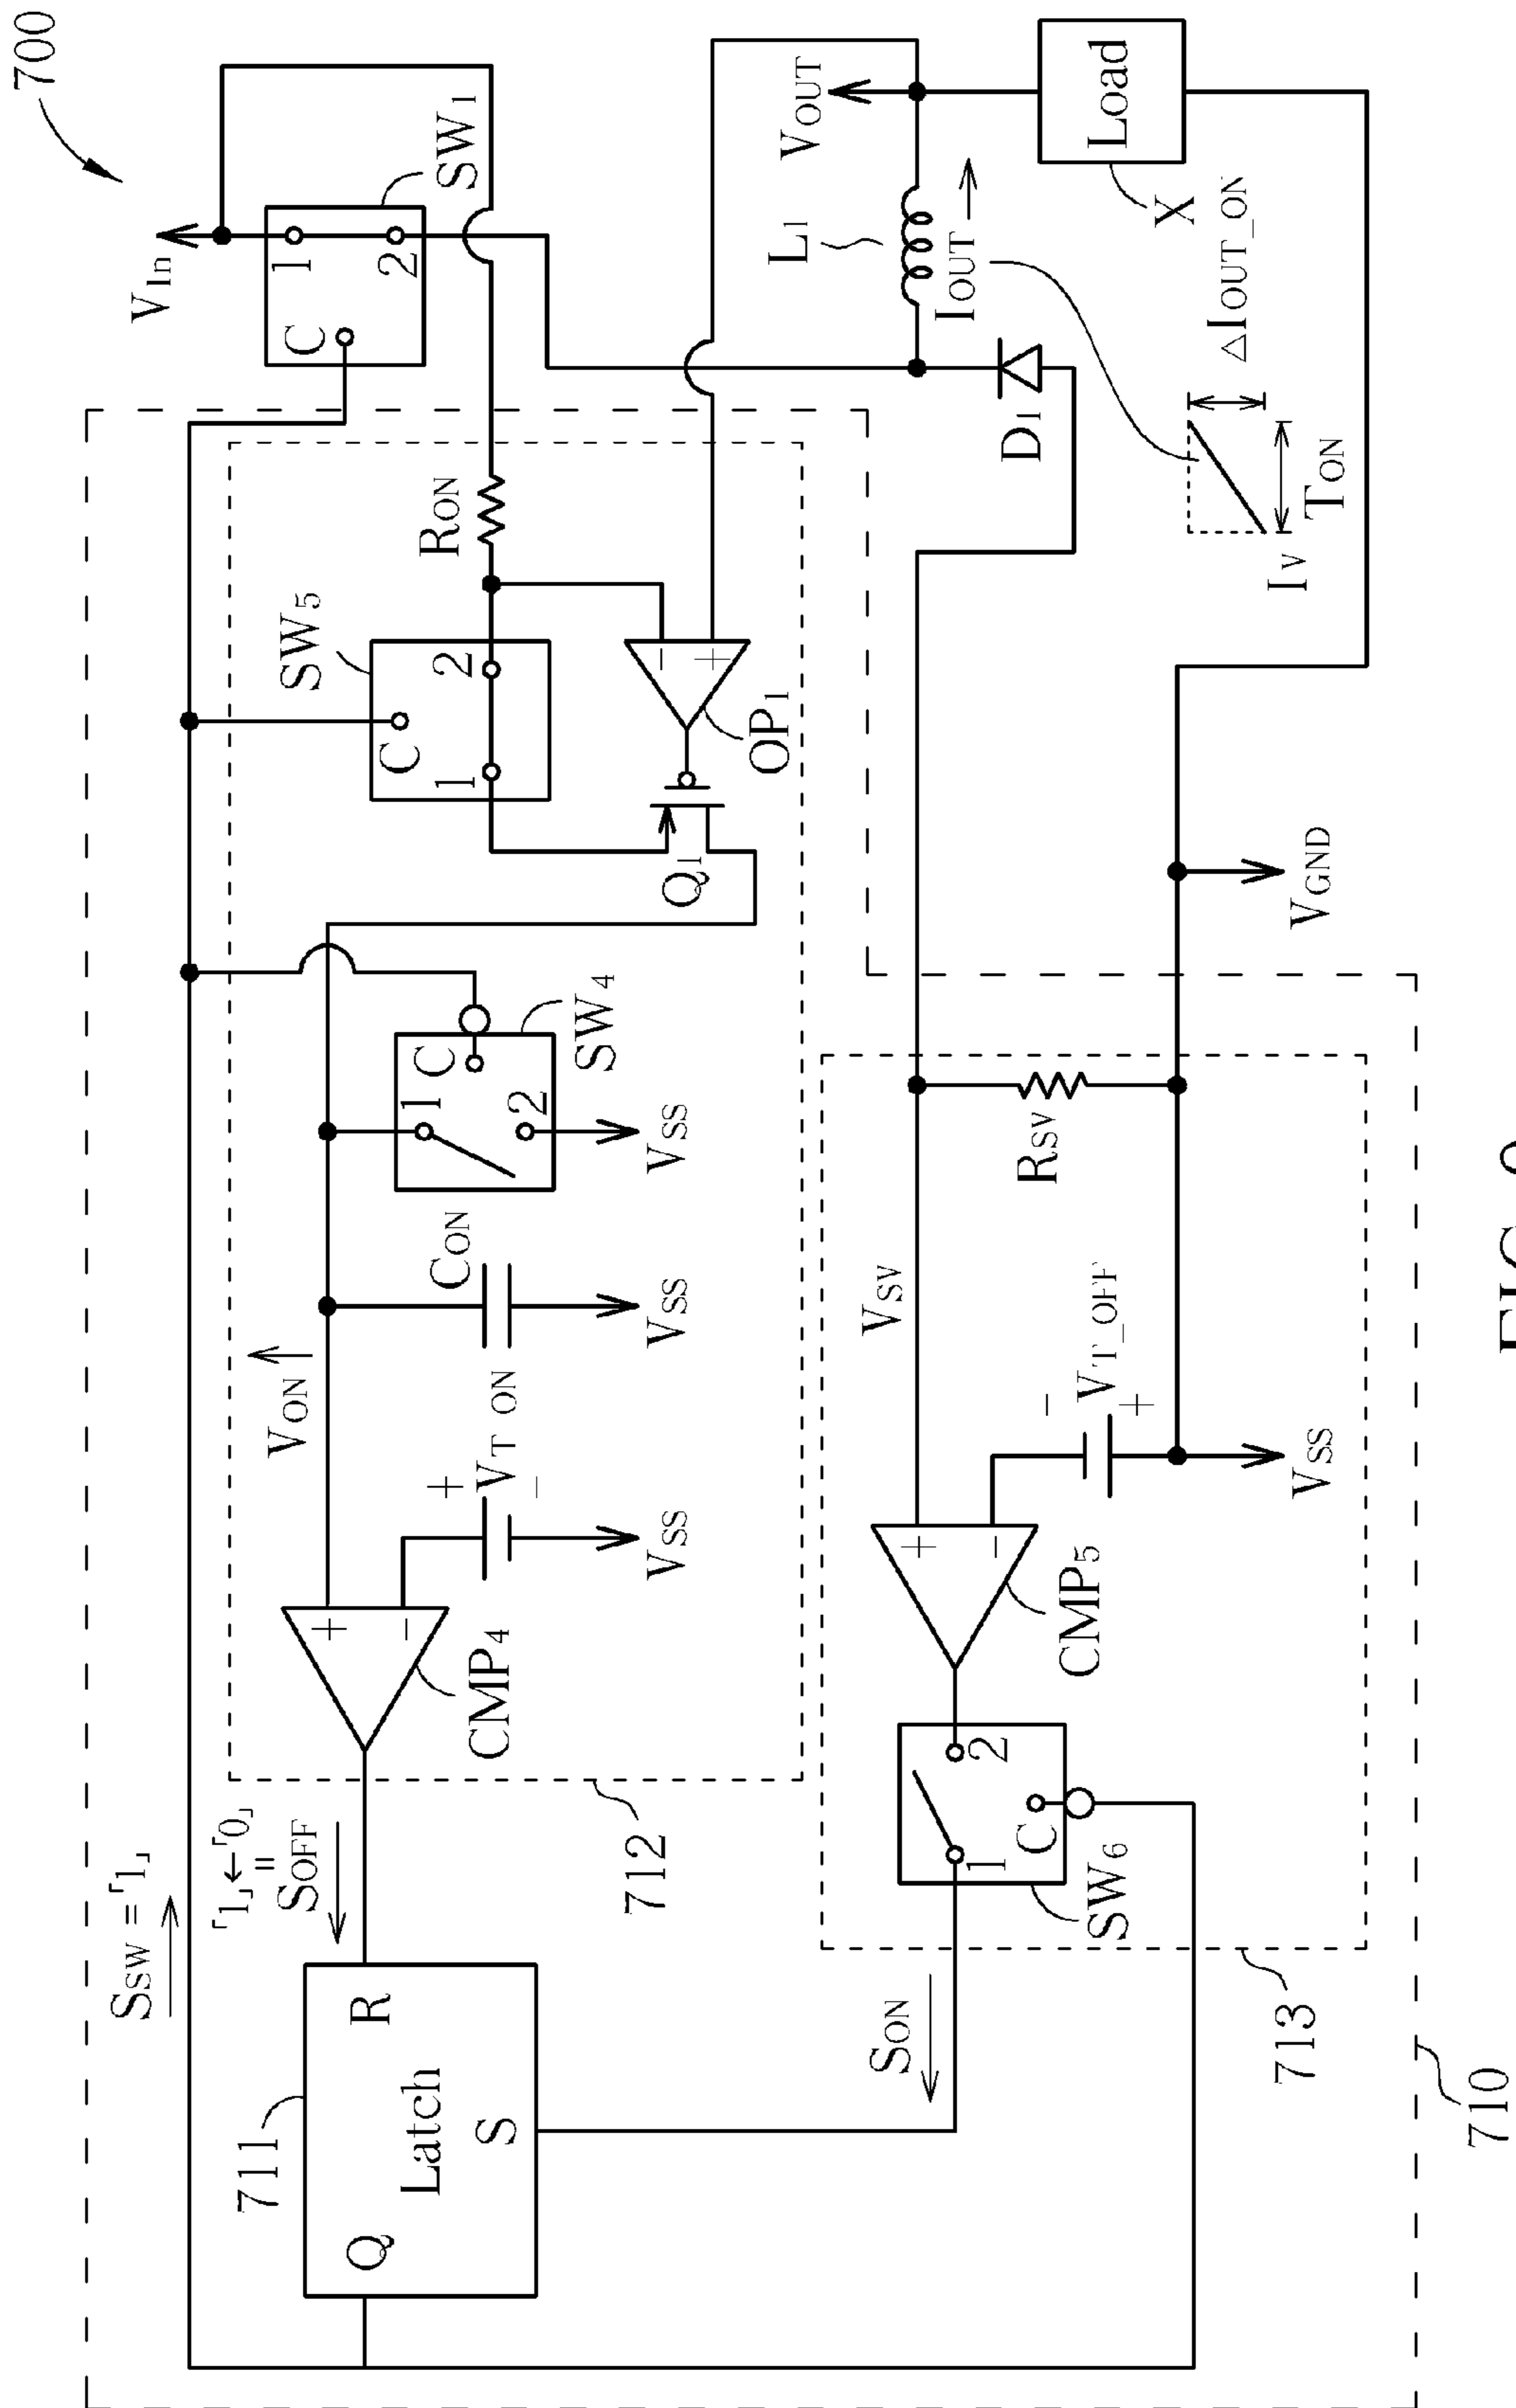 700
VIn
1
2
C
SW1
SSW=「1」
「1」←「0」
=
SOFF
711
Q
R
Latch
S
SON
712
CMP4
+
-
VON
+
VT ON
-
VSS
CON
VSS
1
C
2
SW4
VSS
Q1
SW5
C
1
2
RON
-
+
OP1
VOUT
L1
IOUT
Load
X
D1
ΔIOUT_ON
IV
TON
VGND
VSV
RSV
-
VT_OFF
+
VSS
+
-
CMP5
1
2
C
SW6
713
710